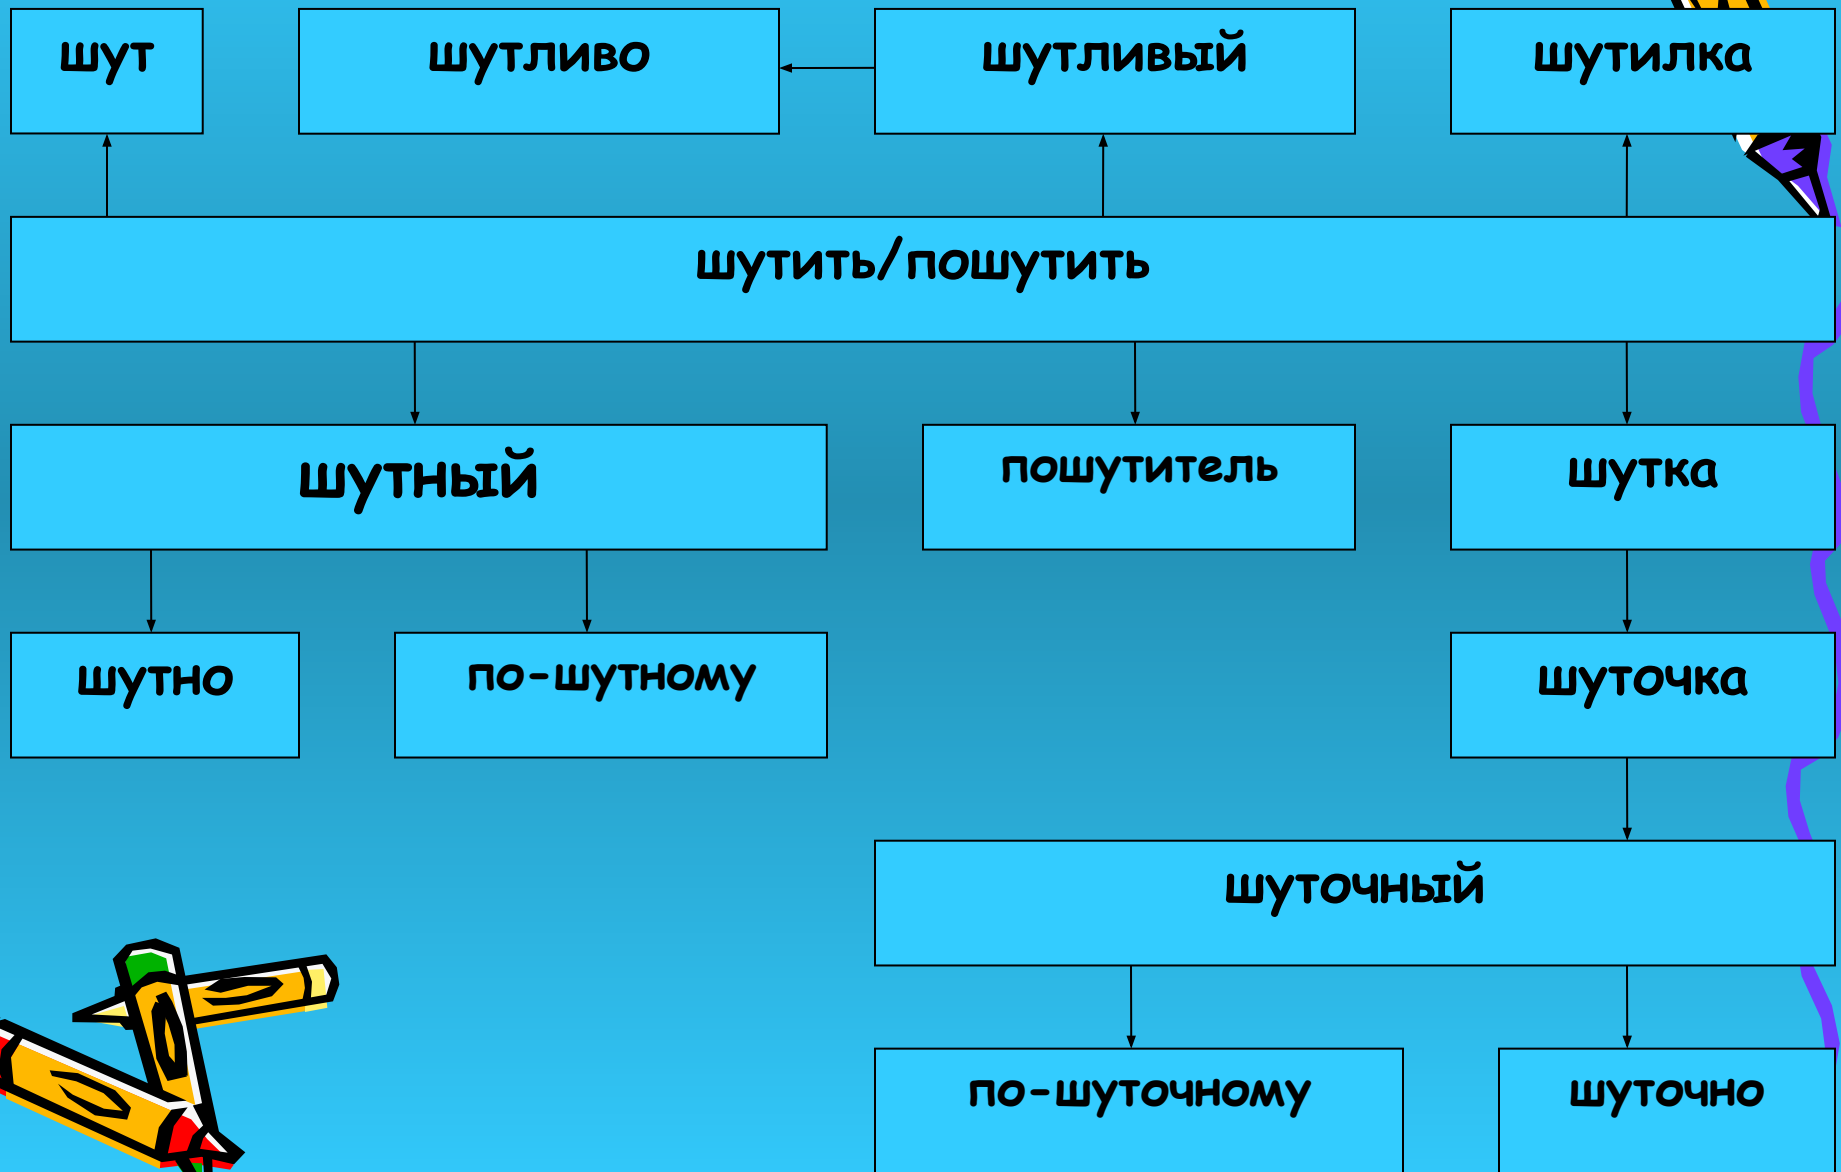 шут
шутливо
шутливый
шутилка
шутить/пошутить
шутный
пошутитель
шутка
шутно
по-шутному
шуточка
шуточный
по-шуточному
шуточно